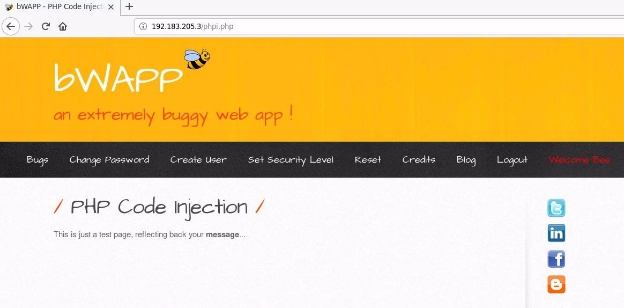 bWAPP - PHP Code Inject
192.183.205.3/phpi.php
bWAPP
an extremely buggy web app !
Bugs Change Password Create User Set Security Level Reset Credits Blog Logout Welcome Bee
/ PHP Code Injection /
This is just a test page, reflecting back your message...